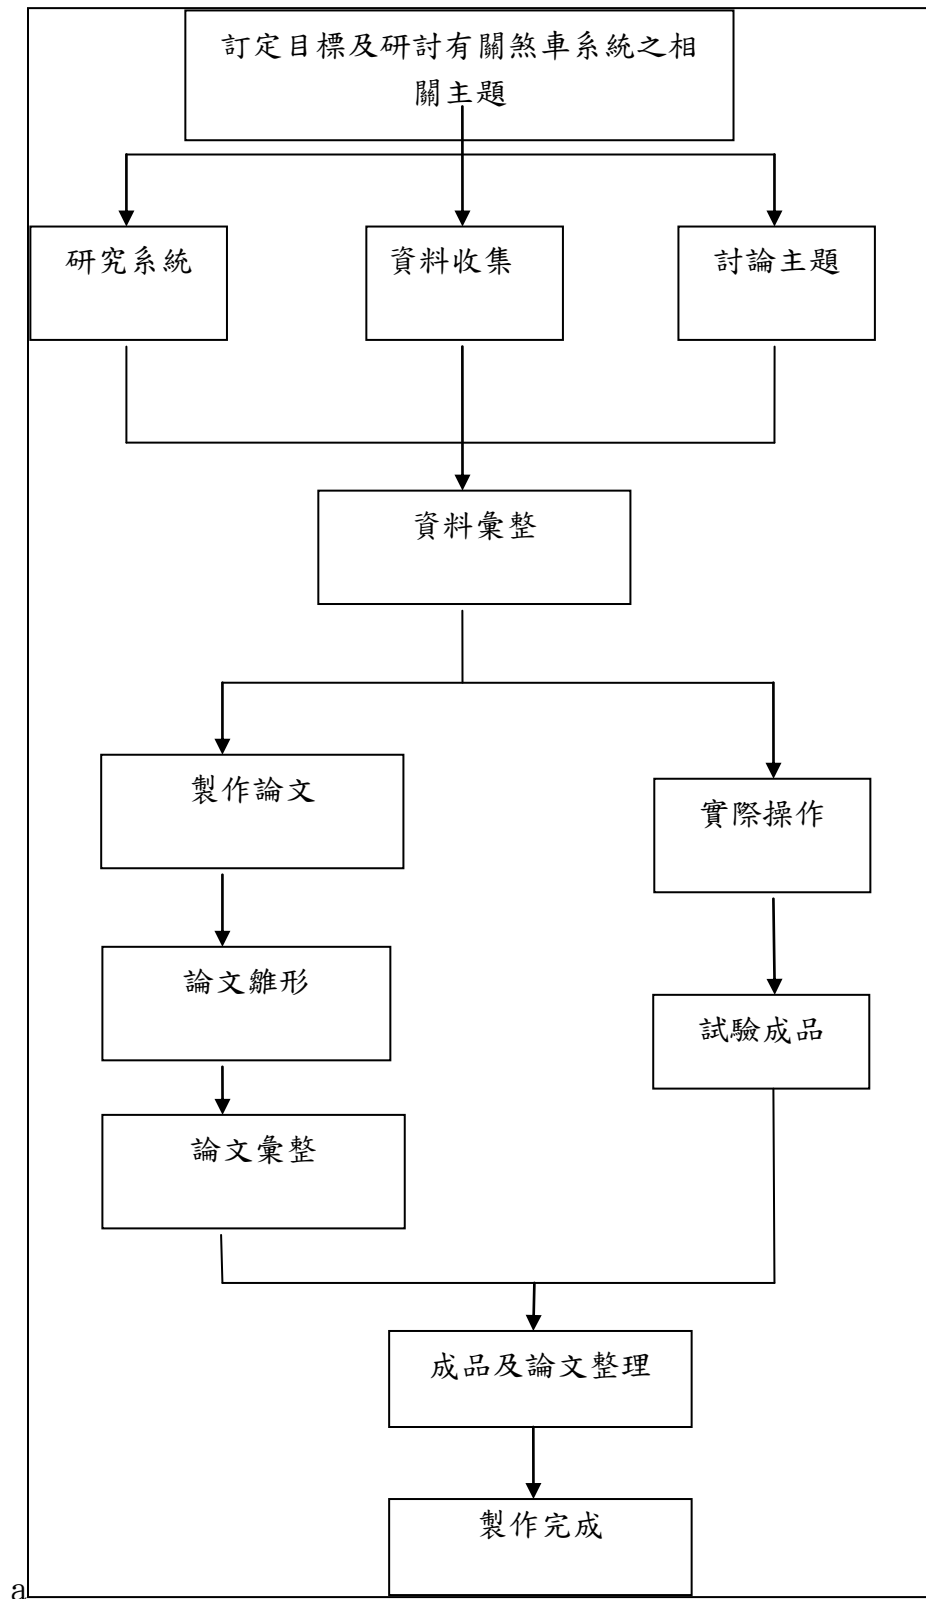 訂定目標及研討有關煞車系統之相
關主題
研究系統
資料收集
討論主題
資料彙整
製作論文
實際操作
論文雛形
試驗成品
論文彙整
成品及論文整理
製作完成
a